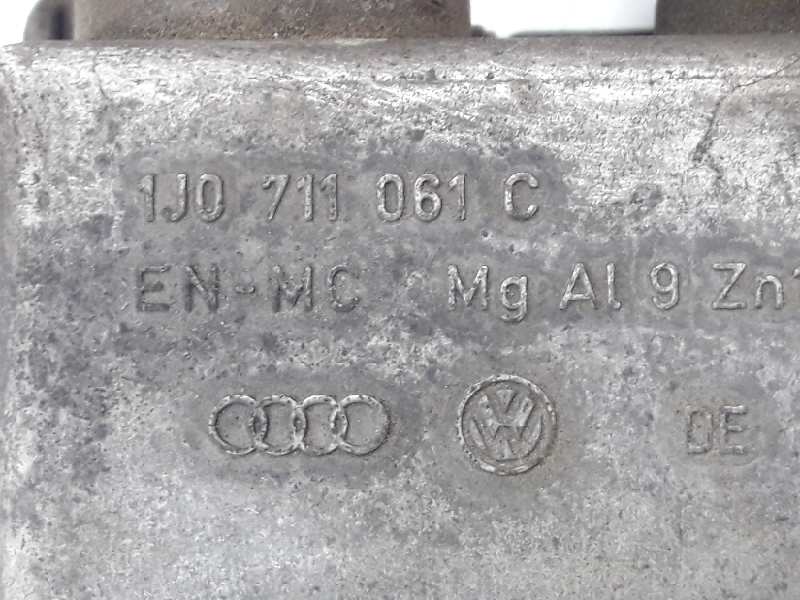 1J0 711 061 C
EN-MC Mg Al 9 Zn1
DE